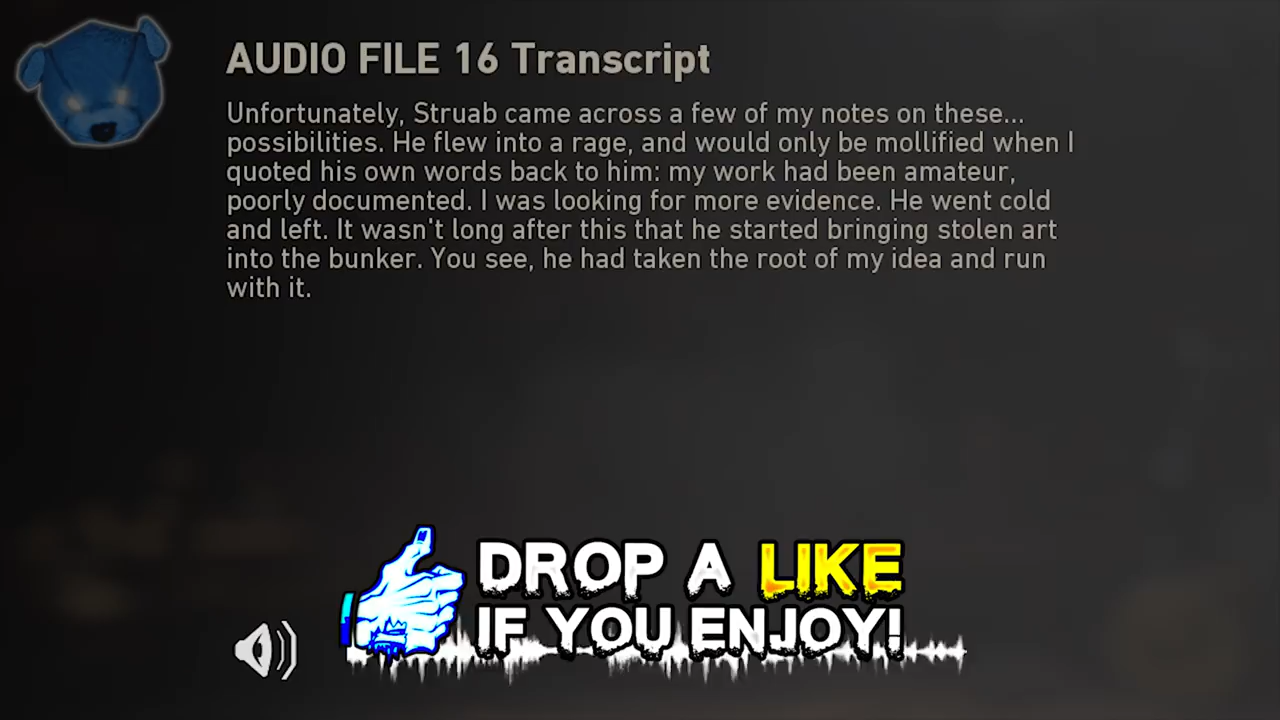 AUDIO FILE 16 Transcript
Unfortunately, Struab came across a few of my notes on these...
possibilities. He flew into a rage, and would only be mollified when I
quoted his own words back to him: my work had been amateur,
poorly documented. I was looking for more evidence. He went cold
and left. It wasn't long after this that he started bringing stolen art
into the bunker. You see, he had taken the root of my idea and run
with it.
DROP A LIKE
IF YOU ENJOY!